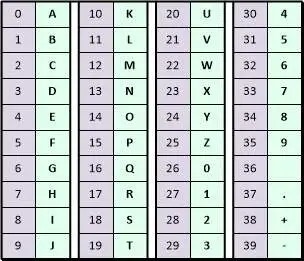 0 A 10 K 20 U 30 4
1 B 11 L 21 V 31 5
2 C 12 M 22 W 32 6
3 D 13 N 23 X 33 7
4 E 14 O 24 Y 34 8
5 F 15 P 25 Z 35 9
6 G 16 Q 26 0 36
7 H 17 R 27 1 37 .
8 I 18 S 28 2 38 +
9 J 19 T 29 3 39 -